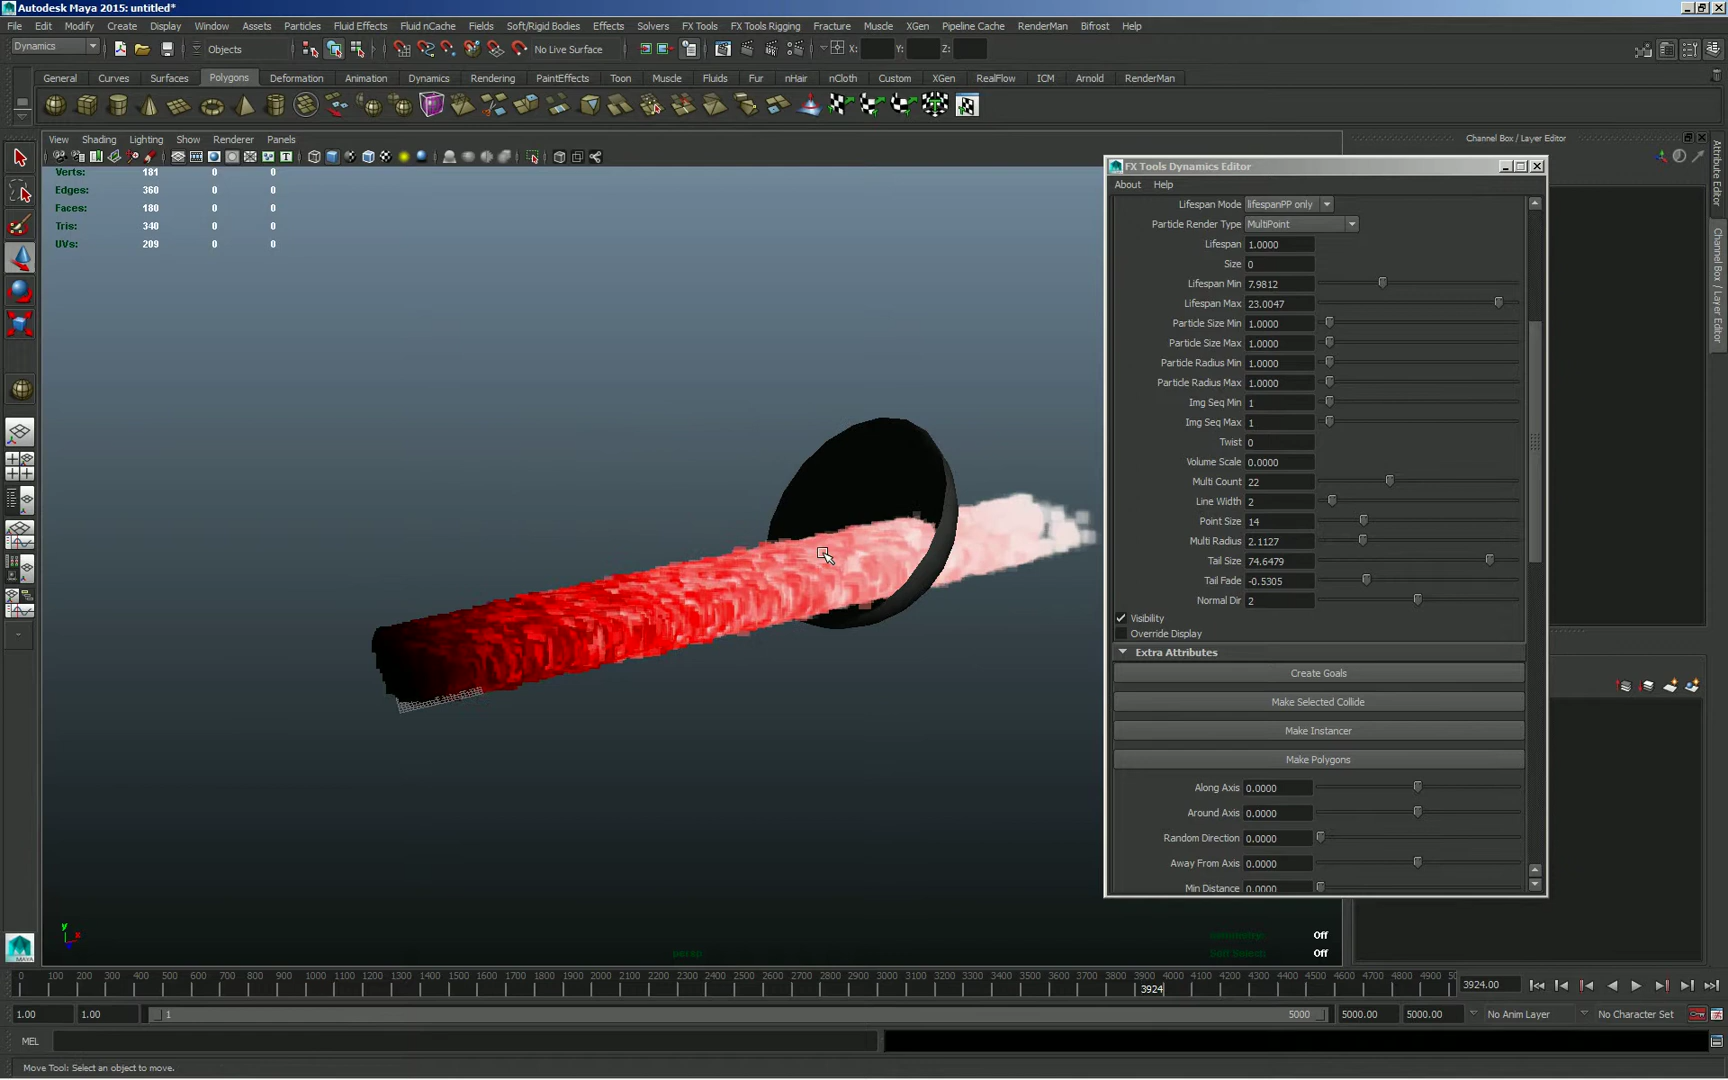 Autodesk Maya 2015: untitled*
File Edit Modify Create Display Window Assets Particles Fluid Effects Fluid nCache Fields Soft/Rigid Bodies Effects Solvers FX Tools FX Tools Rigging Fracture Muscle XGen Pipeline Cache RenderMan Bifrost Help
Dynamics Objects No Live Surface X: Y: Z:
General Curves Surfaces Polygons Deformation Animation Dynamics Rendering PaintEffects Toon Muscle Fluids Fur nHair nCloth Custom XGen RealFlow ICM Arnold RenderMan
View Shading Lighting Show Renderer Panels
Channel Box / Layer Editor
Verts: 181 0 0
Edges: 360 0 0
Faces: 180 0 0
Tris: 340 0 0
UVs: 209 0 0
FX Tools Dynamics Editor
About Help
Lifespan Mode lifespanPP only
Particle Render Type MultiPoint
Lifespan 1.0000
Size 0
Lifespan Min 7.9812
Lifespan Max 23.0047
Particle Size Min 1.0000
Particle Size Max 1.0000
Particle Radius Min 1.0000
Particle Radius Max 1.0000
Img Seq Min 1
Img Seq Max 1
Twist 0
Volume Scale 0.0000
Multi Count 22
Line Width 2
Point Size 14
Multi Radius 2.1127
Tail Size 74.6479
Tail Fade -0.5305
Normal Dir 2
Visibility
Override Display
Extra Attributes
Create Goals
Make Selected Collide
Make Instancer
Make Polygons
Along Axis 0.0000
Around Axis 0.0000
Random Direction 0.0000
Away From Axis 0.0000
Min Distance 0.0000
Attribute Editor
Channel Box / Layer Editor
y
x
MAYA
persp
Off
Soft Select: Off
0 100 200 300 400 500 600 700 800 900 1000 1100 1200 1300 1400 1500 1600 1700 1800 1900 2000 2100 2200 2300 2400 2500 2600 2700 2800 2900 3000 3100 3200 3300 3400 3500 3600 3700 3800 3900 4000 4100 4200 4300 4400 4500 4600 4700 4800 4900 50
3924 3924.00
1.00 1.00 1 5000 5000.00 5000.00 No Anim Layer No Character Set
MEL
Move Tool: Select an object to move.